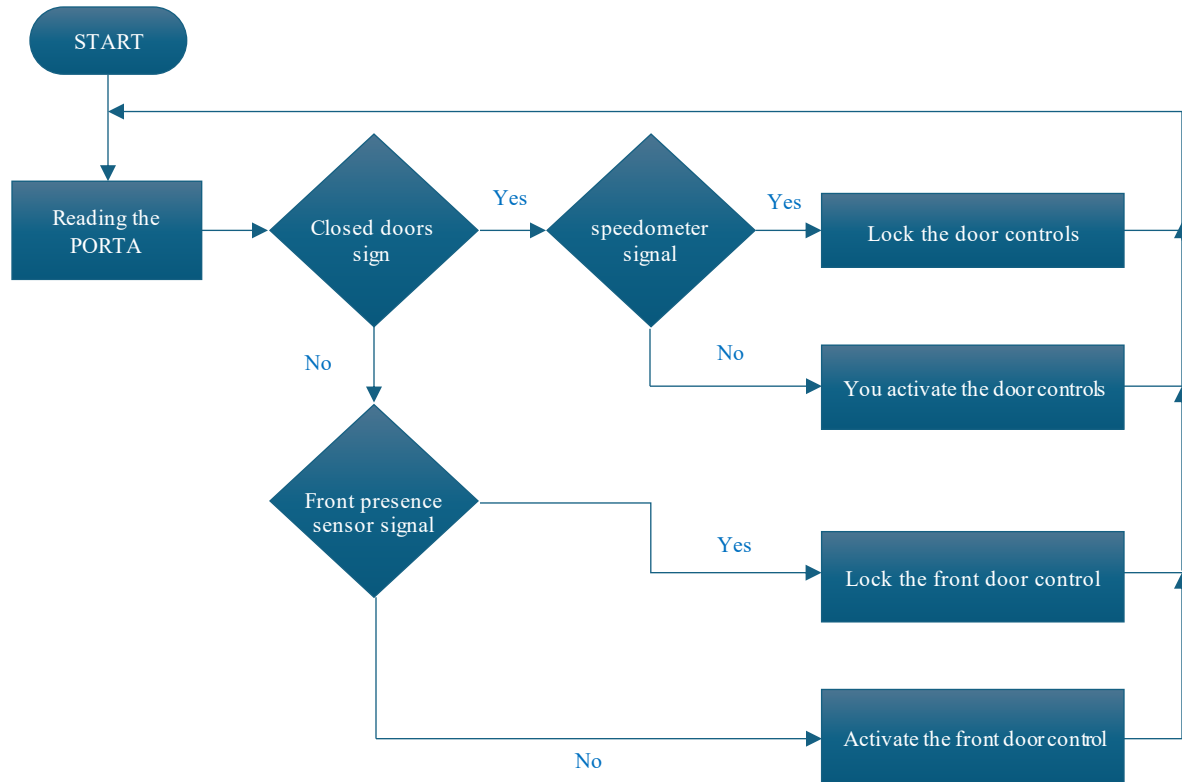 START
Reading the
PORTA
Closed doors
sign
Yes
speedometer
signal
Yes
Lock the door controls
No
No
You activate the door controls
Front presence
sensor signal
Yes
Lock the front door control
No
Activate the front door control